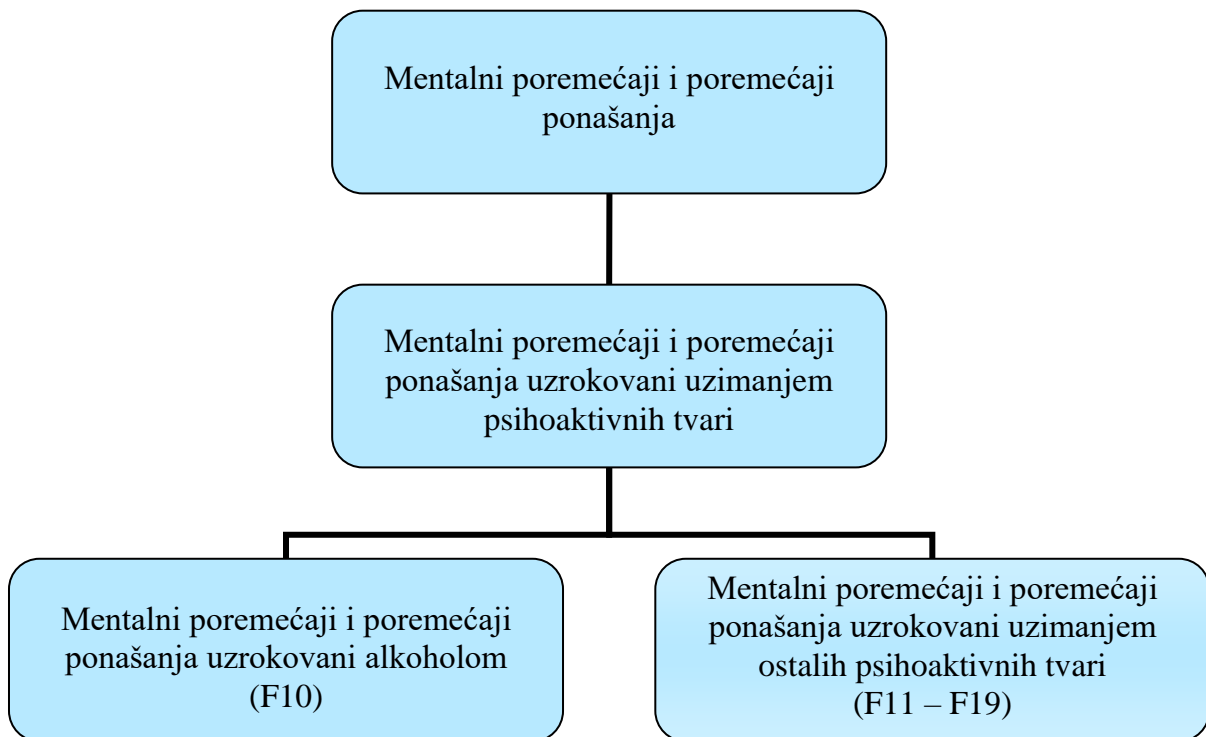 Mentalni poremećaji i poremećaji
ponašanja
Mentalni poremećaji i poremećaji
ponašanja uzrokovani uzimanjem
psihoaktivnih tvari
Mentalni poremećaji i poremećaji
ponašanja uzrokovani alkoholom
(F10)
Mentalni poremećaji i poremećaji
ponašanja uzrokovani uzimanjem
ostalih psihoaktivnih tvari
(F11 – F19)